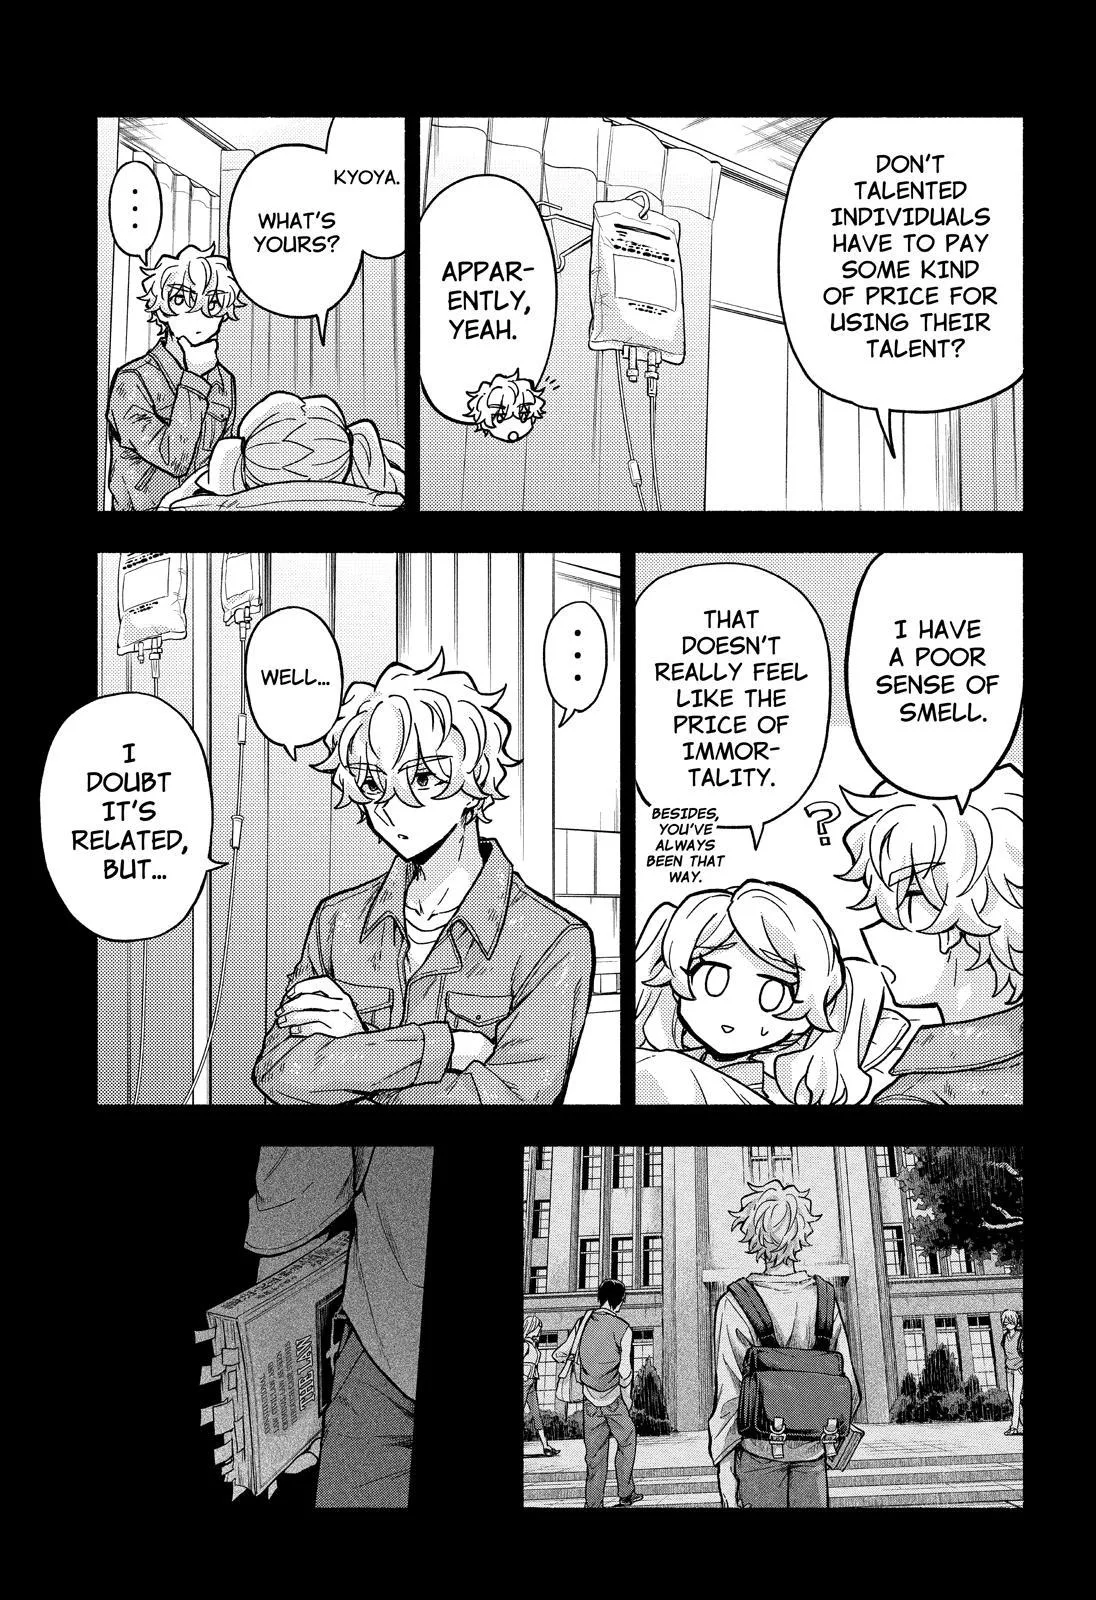 DON'T
TALENTED
INDIVIDUALS
HAVE TO PAY
SOME KIND
OF PRICE FOR
USING THEIR
TALENT?
APPAR-
ENTLY,
YEAH.
KYOYA.
WHAT'S
YOURS?
...
I HAVE
A POOR
SENSE OF
SMELL.
THAT
DOESN'T
REALLY FEEL
LIKE THE
PRICE OF
IMMOR-
TALITY.
BESIDES,
YOU'VE
ALWAYS
BEEN THAT
WAY.
?
...
WELL...
I
DOUBT
IT'S
RELATED,
BUT...